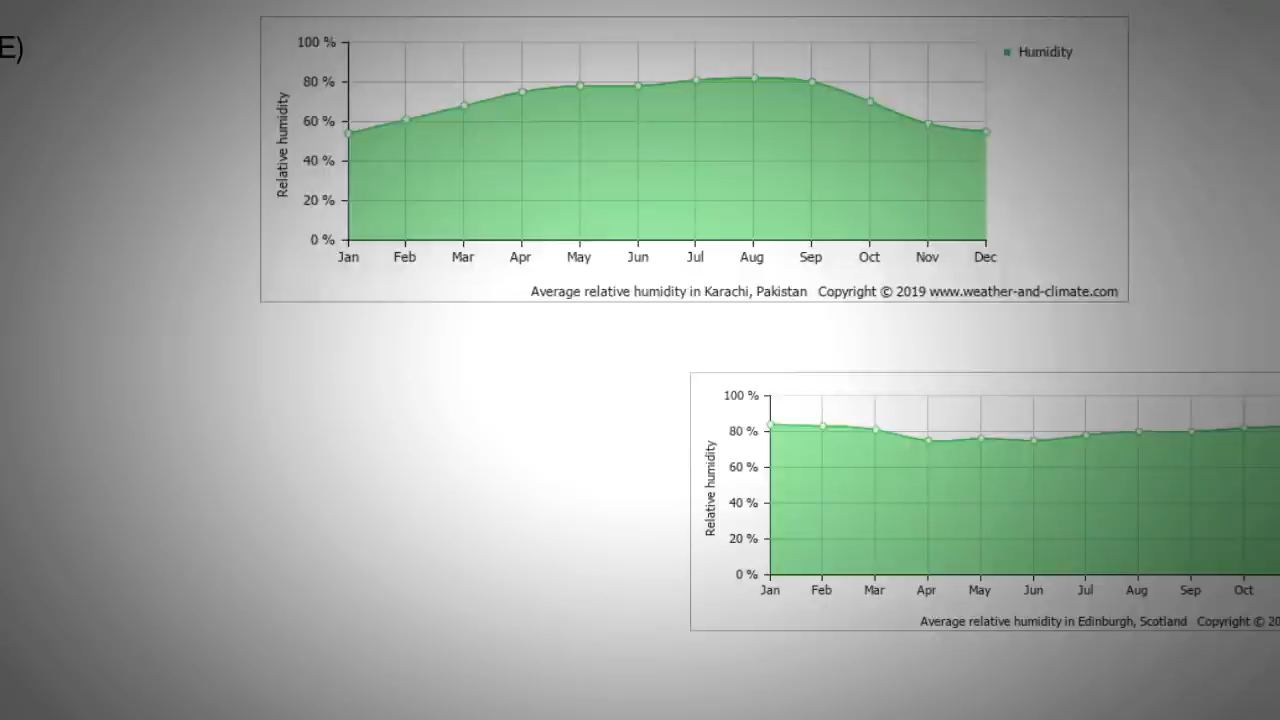 E)
100 %
Humidity
80 %
60 %
40 %
20 %
0 %
Relative humidity
Jan Feb Mar Apr May Jun Jul Aug Sep Oct Nov Dec
Average relative humidity in Karachi, Pakistan Copyright © 2019 www.weather-and-climate.com
100 %
80 %
60 %
40 %
20 %
0 %
Relative humidity
Jan Feb Mar Apr May Jun Jul Aug Sep Oct
Average relative humidity in Edinburgh, Scotland Copyright © 20